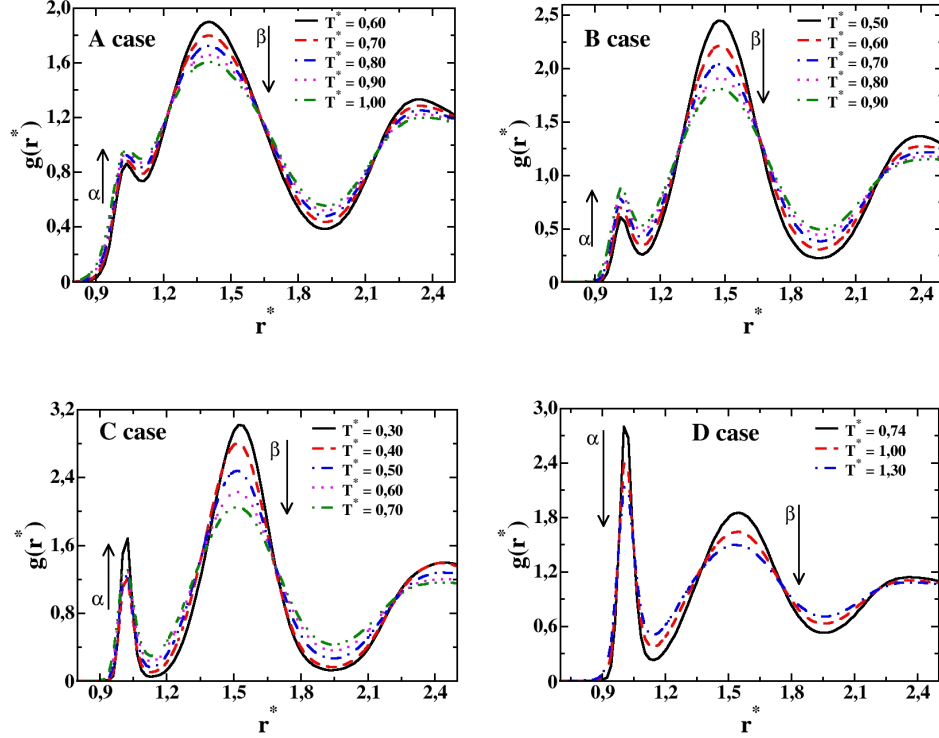 A case
g(r*)
2,0
1,6
1,2
0,8
0,4
0
T* = 0,60
T* = 0,70
T* = 0,80
T* = 0,90
T* = 1,00
β
α
0,9 1,2 1,5 1,8 2,1 2,4
r*
B case
g(r*)
2,5
2,0
1,5
1,0
0,5
0
T* = 0,50
T* = 0,60
T* = 0,70
T* = 0,80
T* = 0,90
β
α
0,9 1,2 1,5 1,8 2,1 2,4
r*
C case
g(r*)
3,2
2,4
1,6
0,8
0
T* = 0,30
T* = 0,40
T* = 0,50
T* = 0,60
T* = 0,70
β
α
0,9 1,2 1,5 1,8 2,1 2,4
r*
D case
g(r*)
3,0
2,4
1,8
1,2
0,6
0
T* = 0,74
T* = 1,00
T* = 1,30
α
β
0,9 1,2 1,5 1,8 2,1 2,4
r*